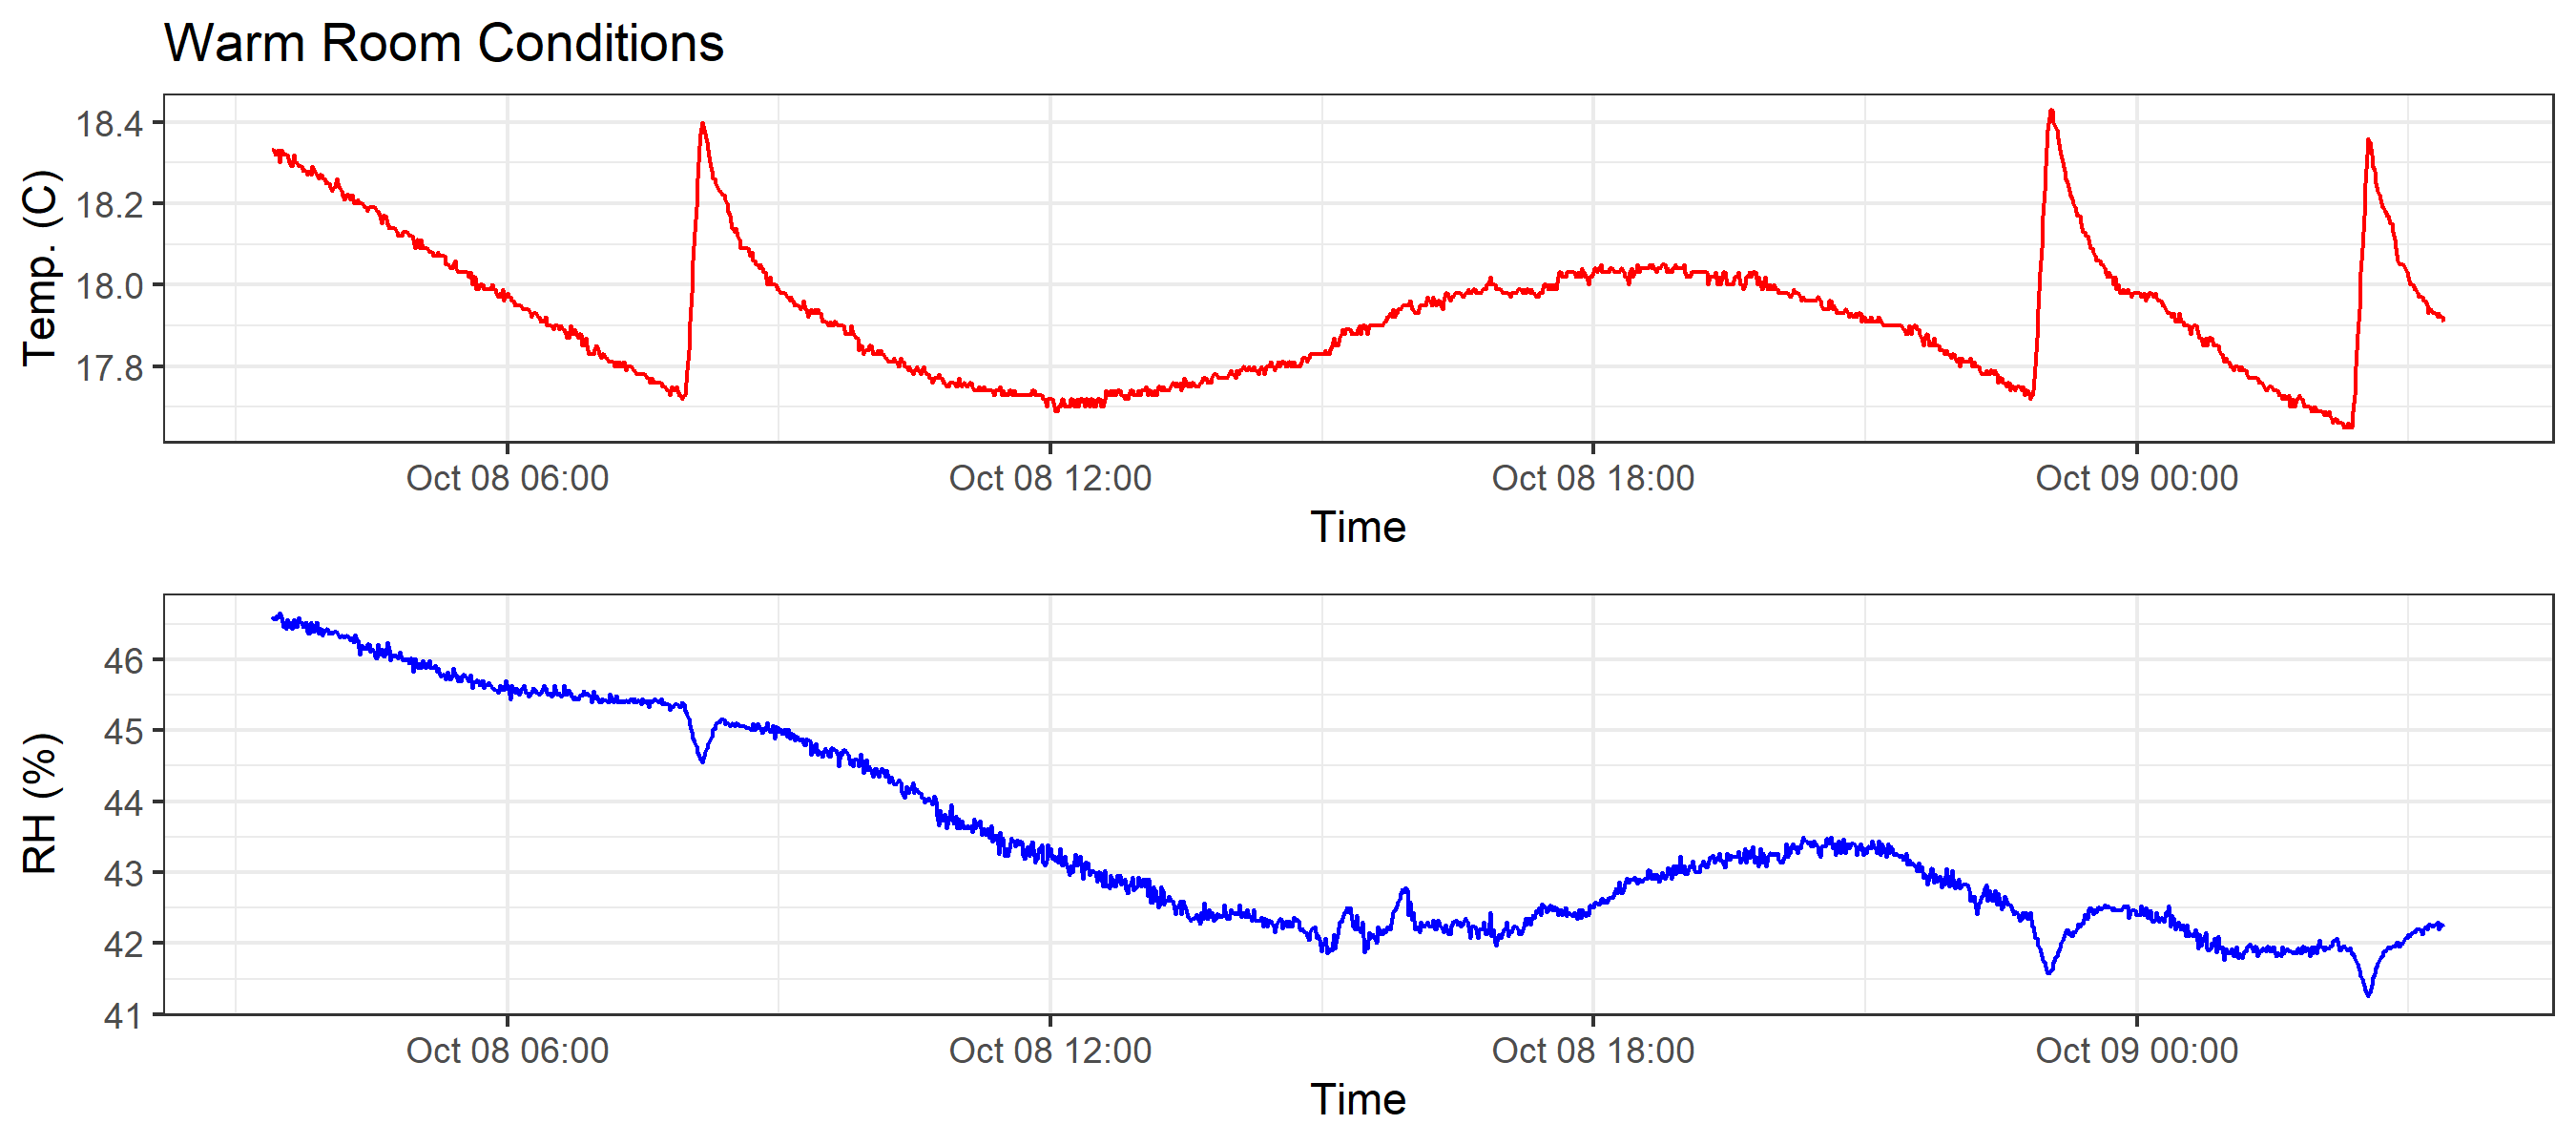 Warm Room Conditions
Temp. (C)
18.4
18.2
18.0
17.8
Oct 08 06:00 Oct 08 12:00 Oct 08 18:00 Oct 09 00:00
Time
RH (%)
46
45
44
43
42
41
Oct 08 06:00 Oct 08 12:00 Oct 08 18:00 Oct 09 00:00
Time